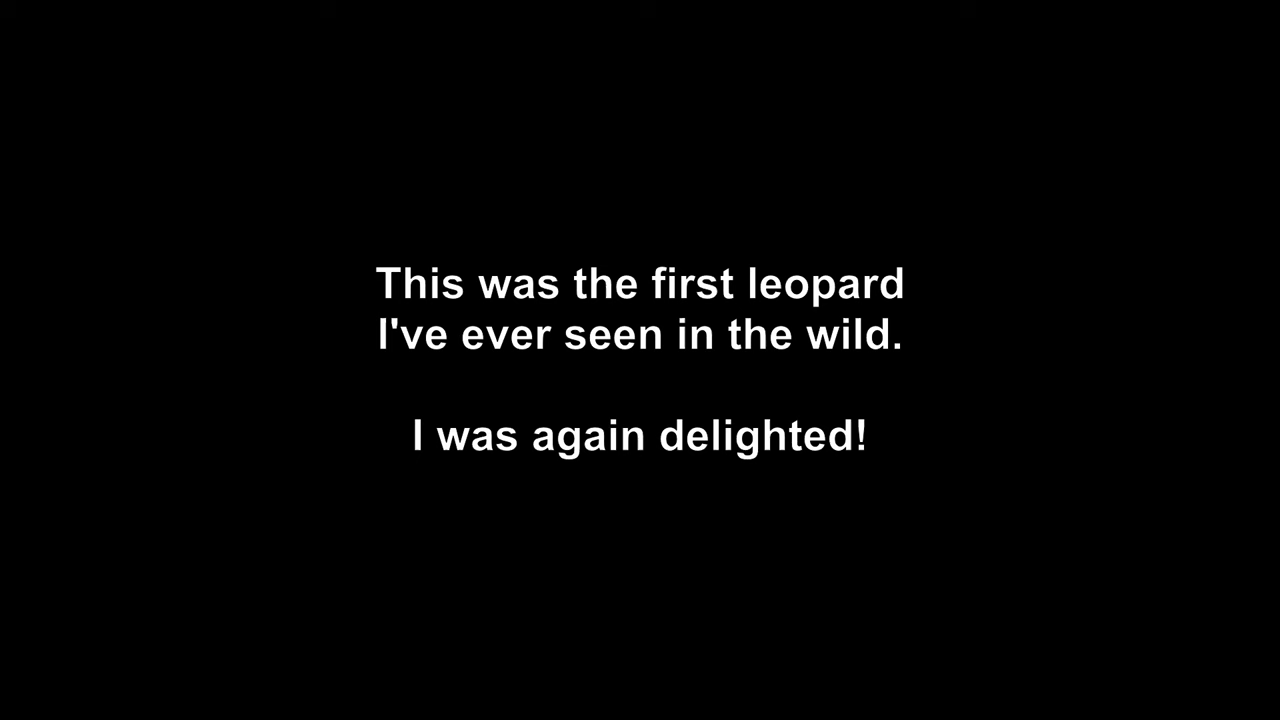 This was the first leopard
I've ever seen in the wild.
I was again delighted!